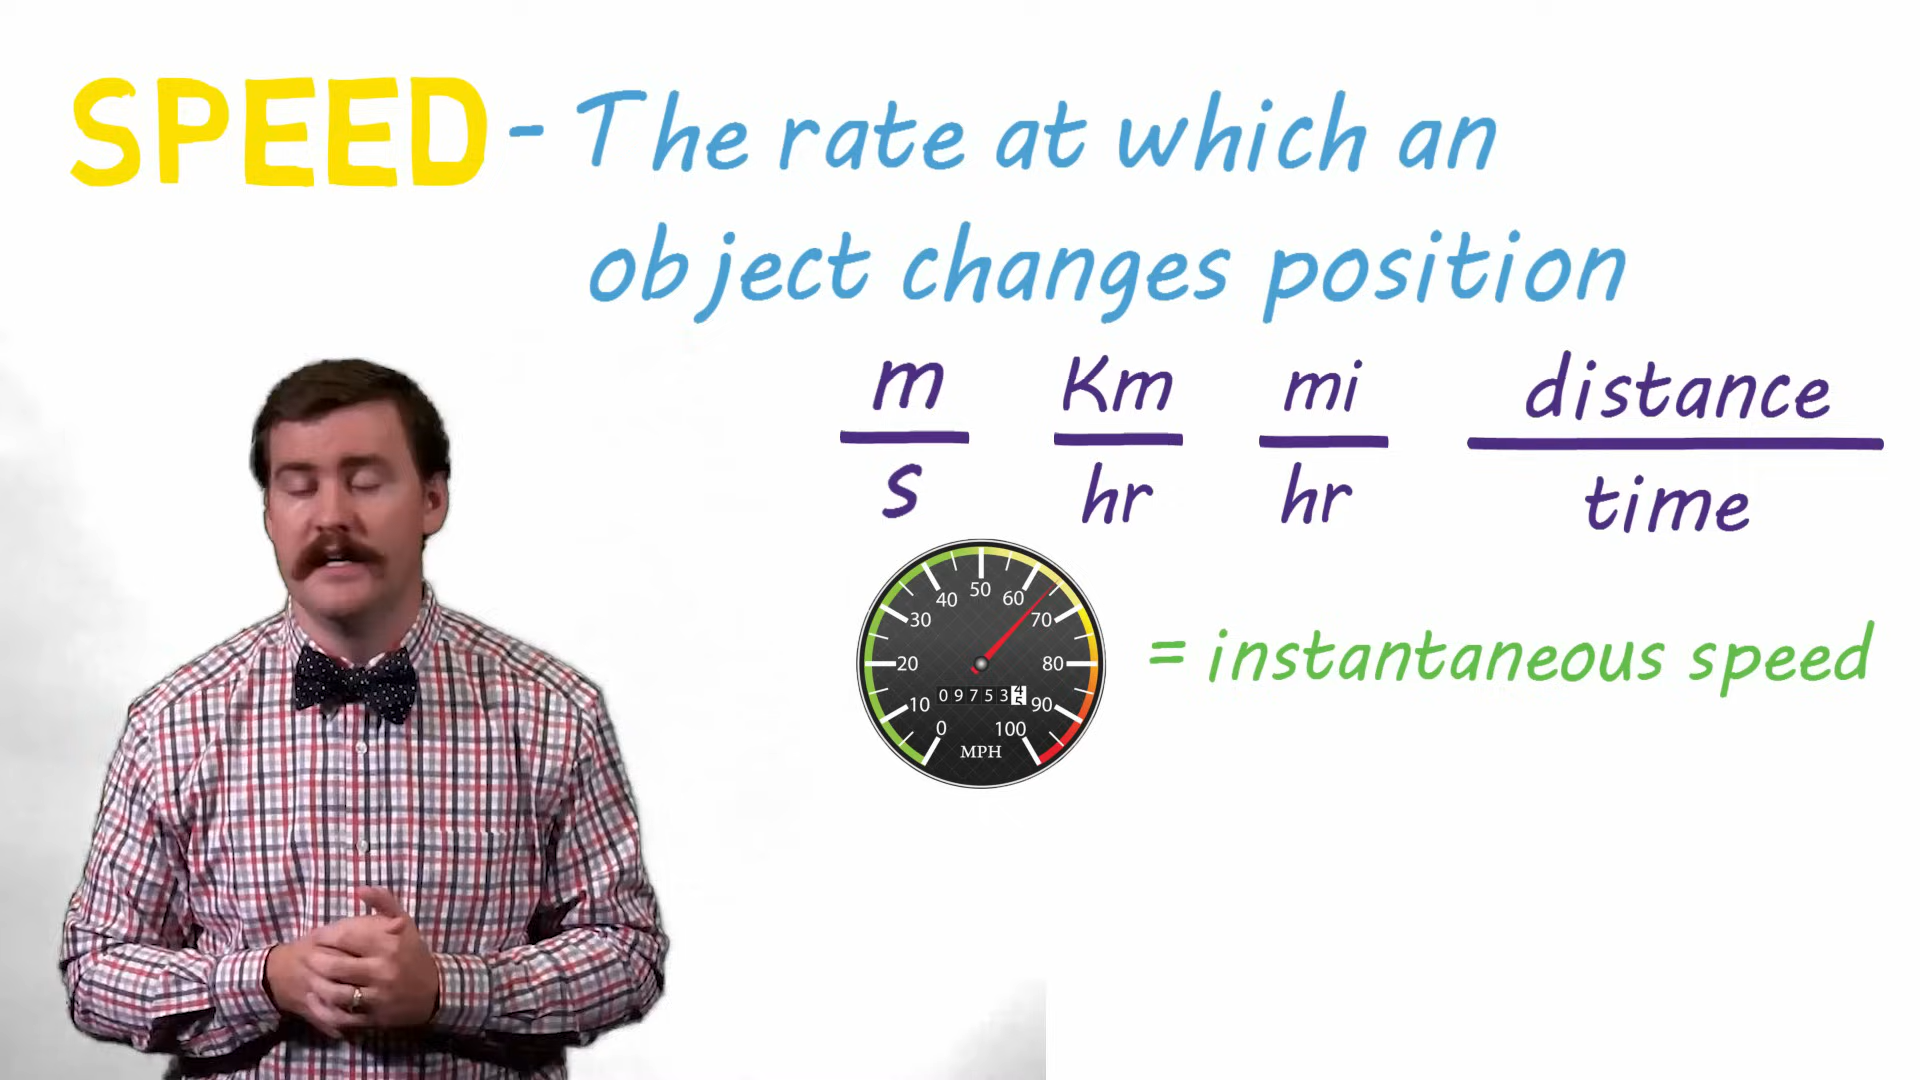 SPEED - The rate at which an
object changes position
m Km mi distance
s hr hr time
50
40 60
30 70
20 80
09753
10 90
0 100
MPH
= instantaneous speed